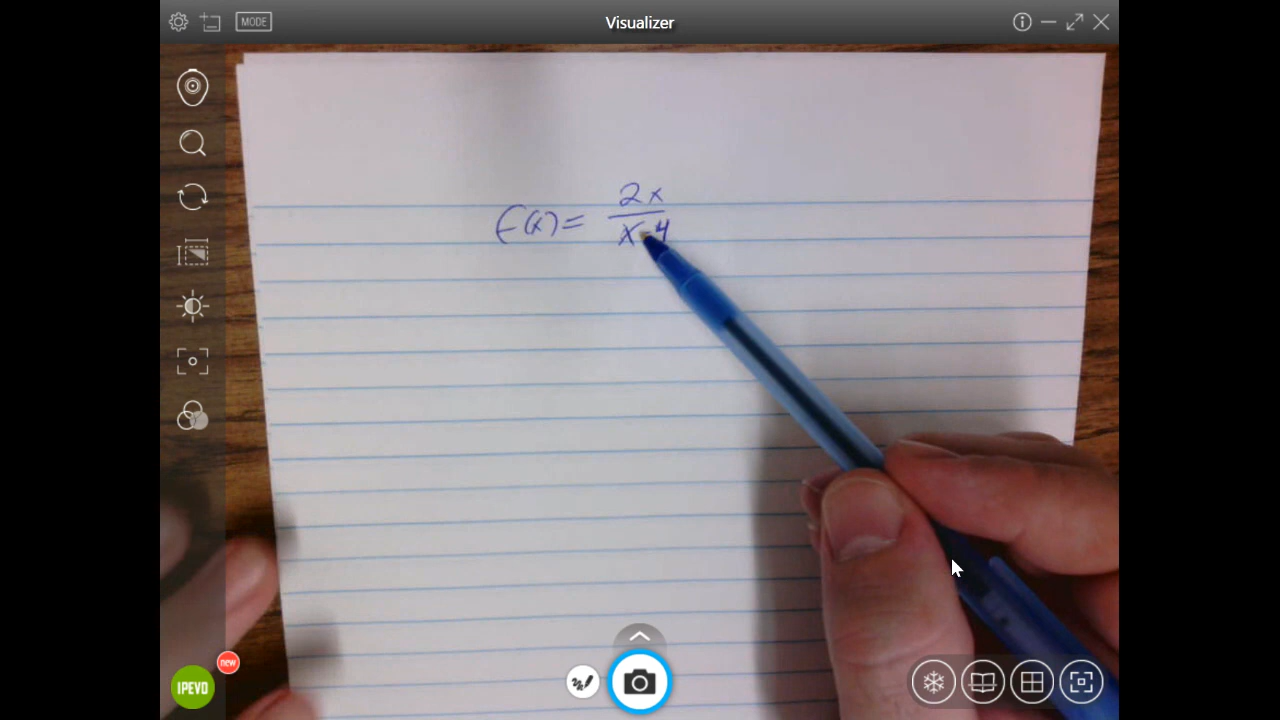 MODE
Visualizer
f(x) = 2x
x-4
new
IPEVO